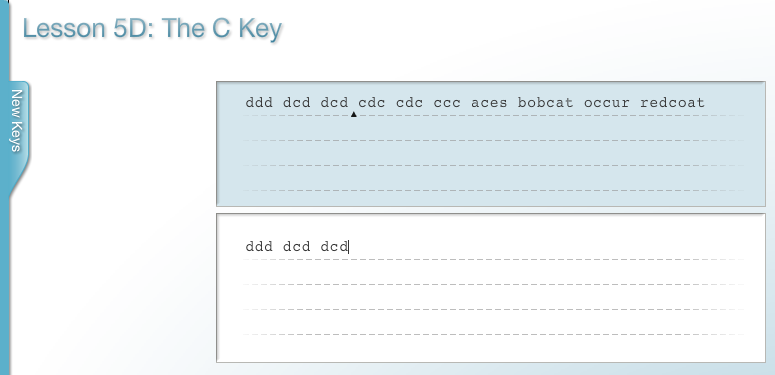 Lesson 5D: The C Key
New Keys
ddd dcd dcd cdc cdc ccc aces bobcat occur redcoat
ddd dcd dcd